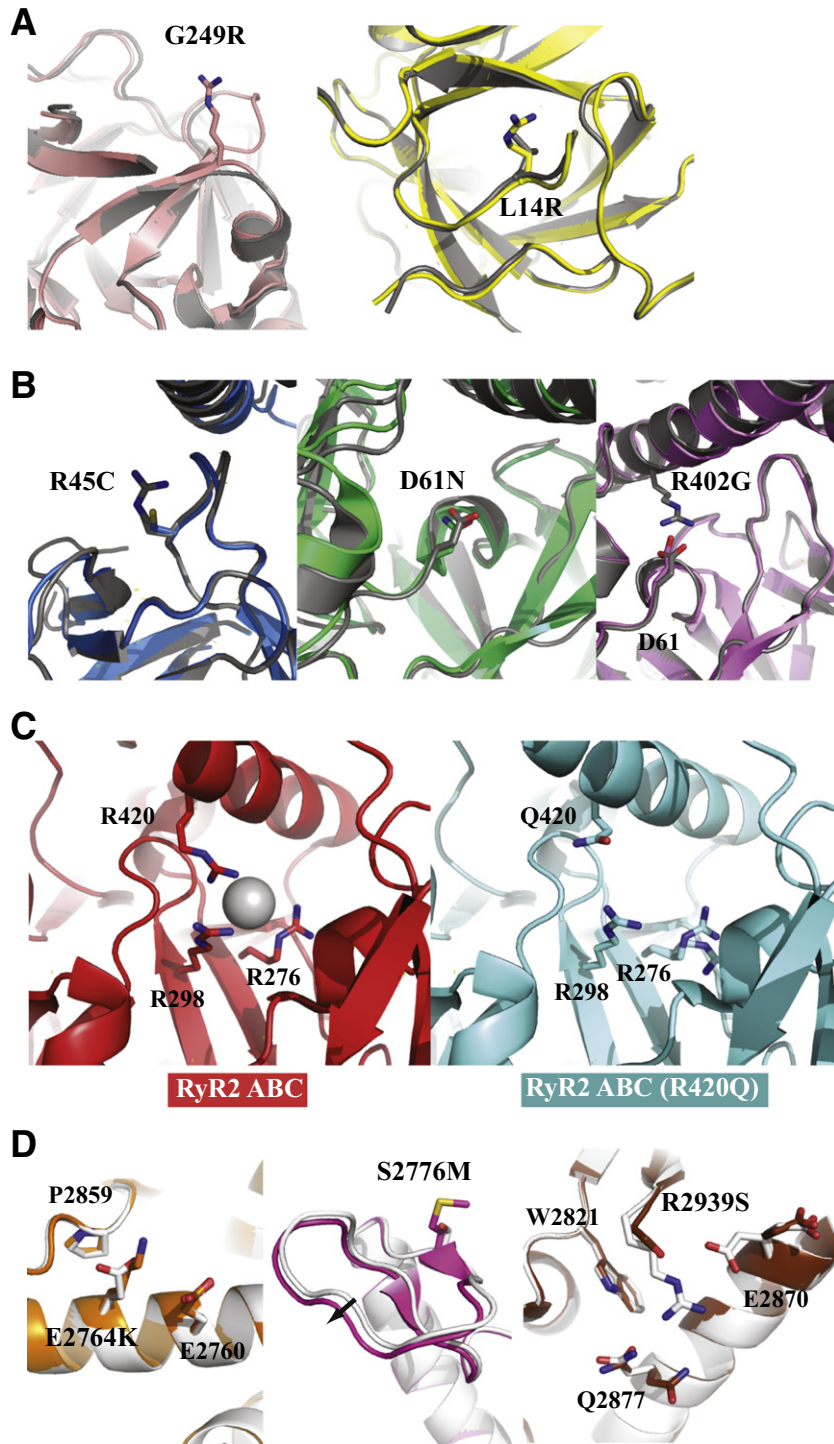 A
G249R
L14R
B
R45C
D61N
R402G
D61
C
R420
R298
R276
Q420
R298
R276
RyR2 ABC
RyR2 ABC (R420Q)
D
P2859
E2764K
E2760
S2776M
W2821
R2939S
E2870
Q2877